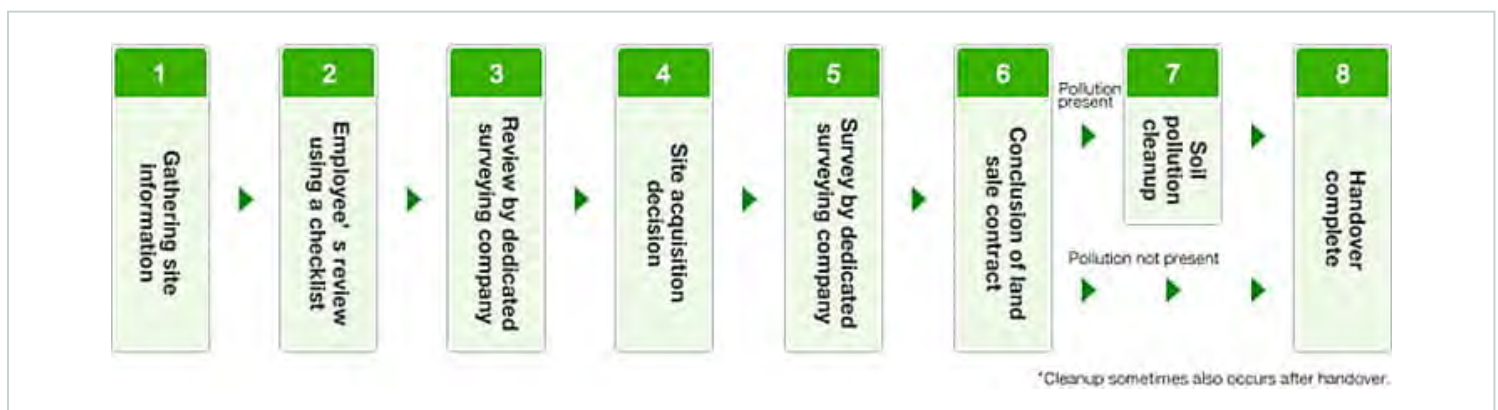 1
Gathering site
information
2
Employee's review
using a checklist
3
Review by dedicated
surveying company
4
Site acquisition
decision
5
Survey by dedicated
surveying company
6
Conclusion of land
sale contract
Pollution
present
7
Soil
pollution
cleanup
Pollution not present
8
Handover
complete
*Cleanup sometimes also occurs after handover.